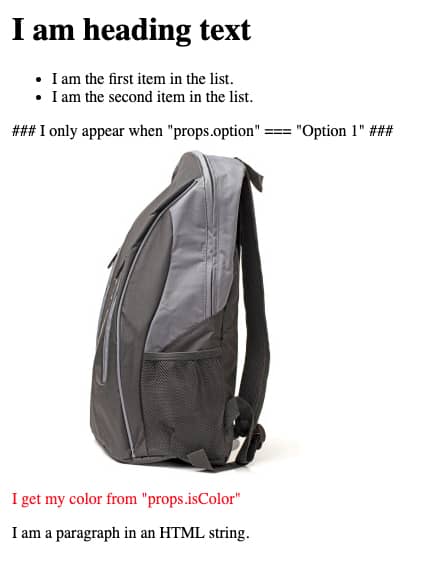 I am heading text
I am the first item in the list.
I am the second item in the list.
### I only appear when "props.option" === "Option 1" ###
I get my color from "props.isColor"
I am a paragraph in an HTML string.